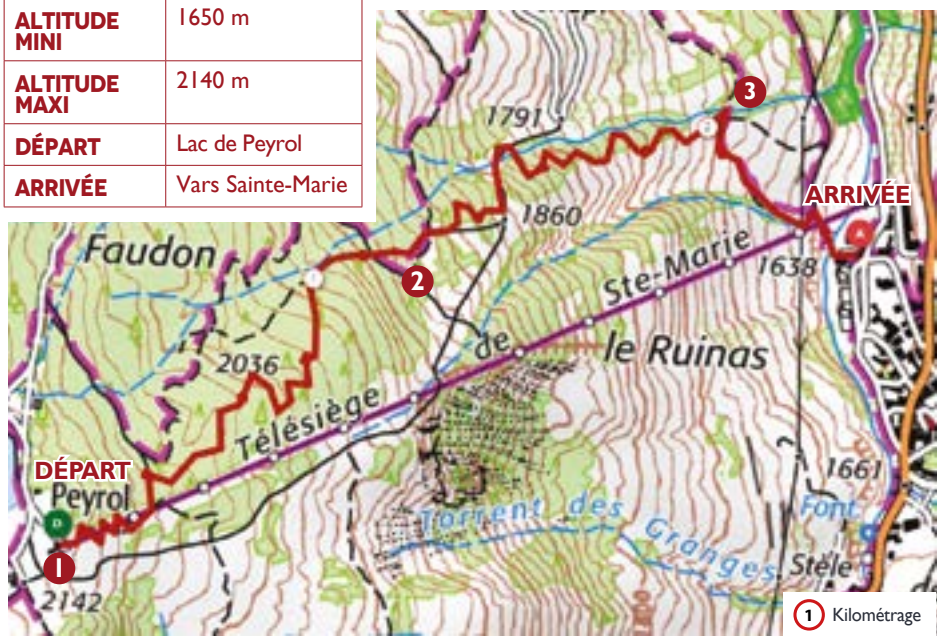 ALTITUDE
MINI
1650 m
ALTITUDE
MAXI
2140 m
DÉPART
Lac de Peyrol
ARRIVÉE
Vars Sainte-Marie
3
1791
ARRIVÉE
A
1860
Faudon
1638
1
2
2036
Télésiège de Ste-Marie
le Ruinas
DÉPART
Peyrol
D
1
2142
1661
Font.
Torrent des Granges
Stèle
1 Kilométrage